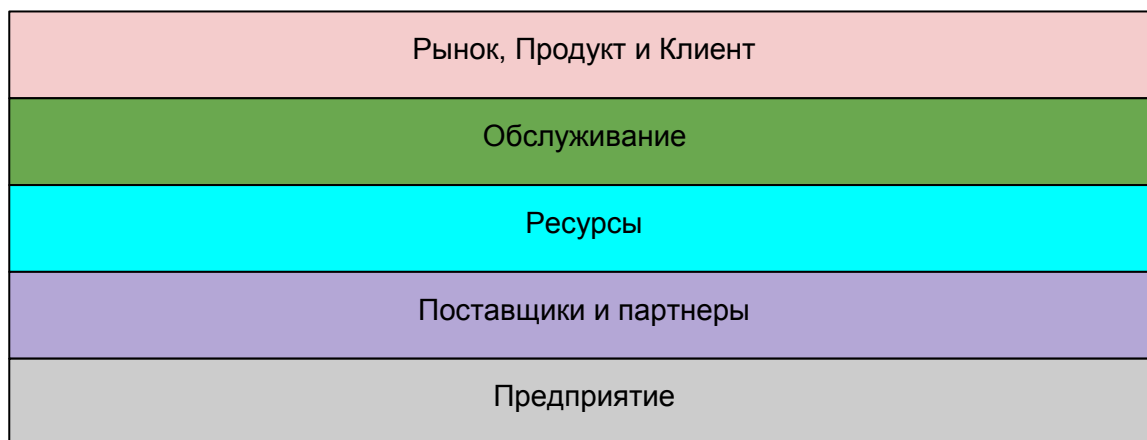 Рынок, Продукт и Клиент
Обслуживание
Ресурсы
Поставщики и партнеры
Предприятие